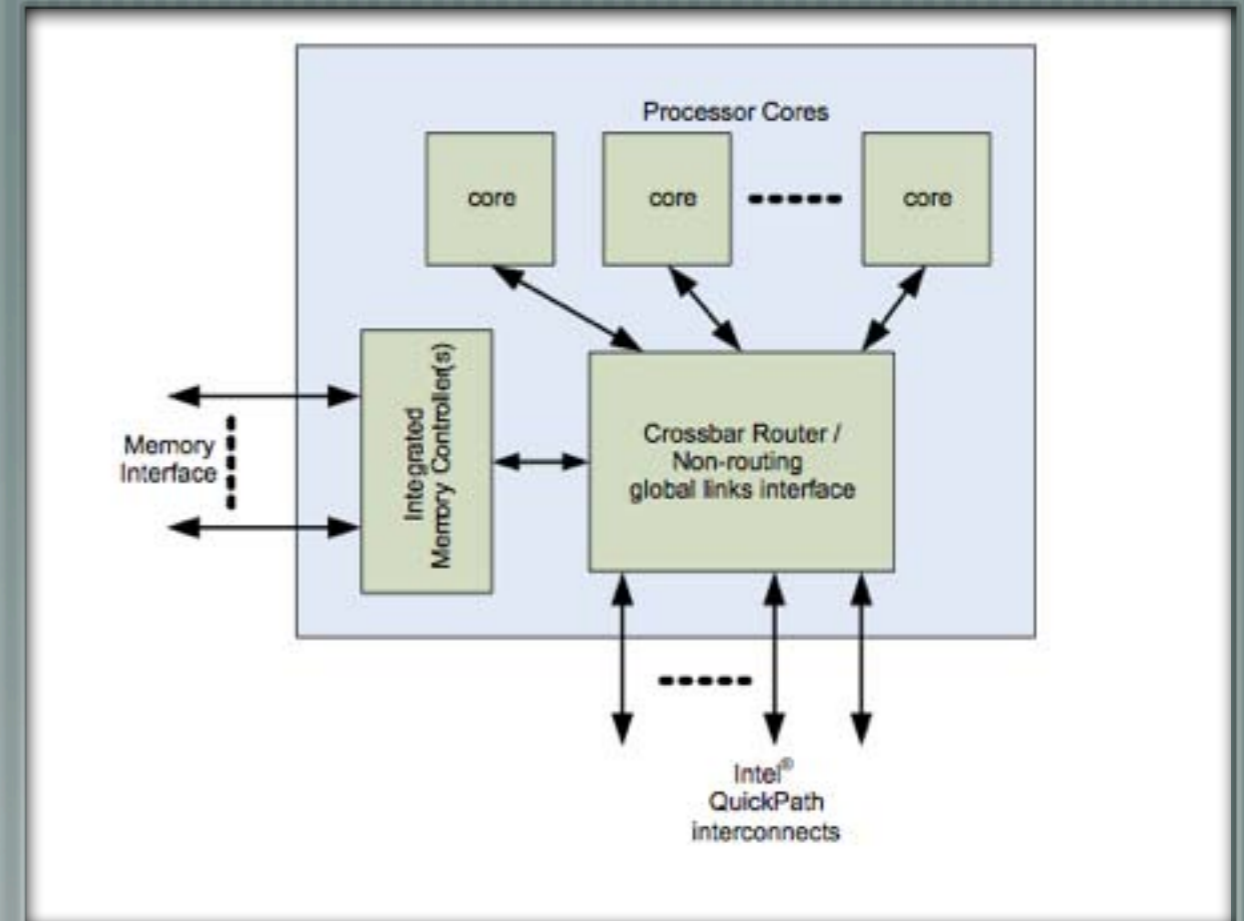 Processor Cores
core
core
core
Integrated
Memory Controller(s)
Memory
Interface
Crossbar Router /
Non-routing
global links interface
Intel®
QuickPath
interconnects